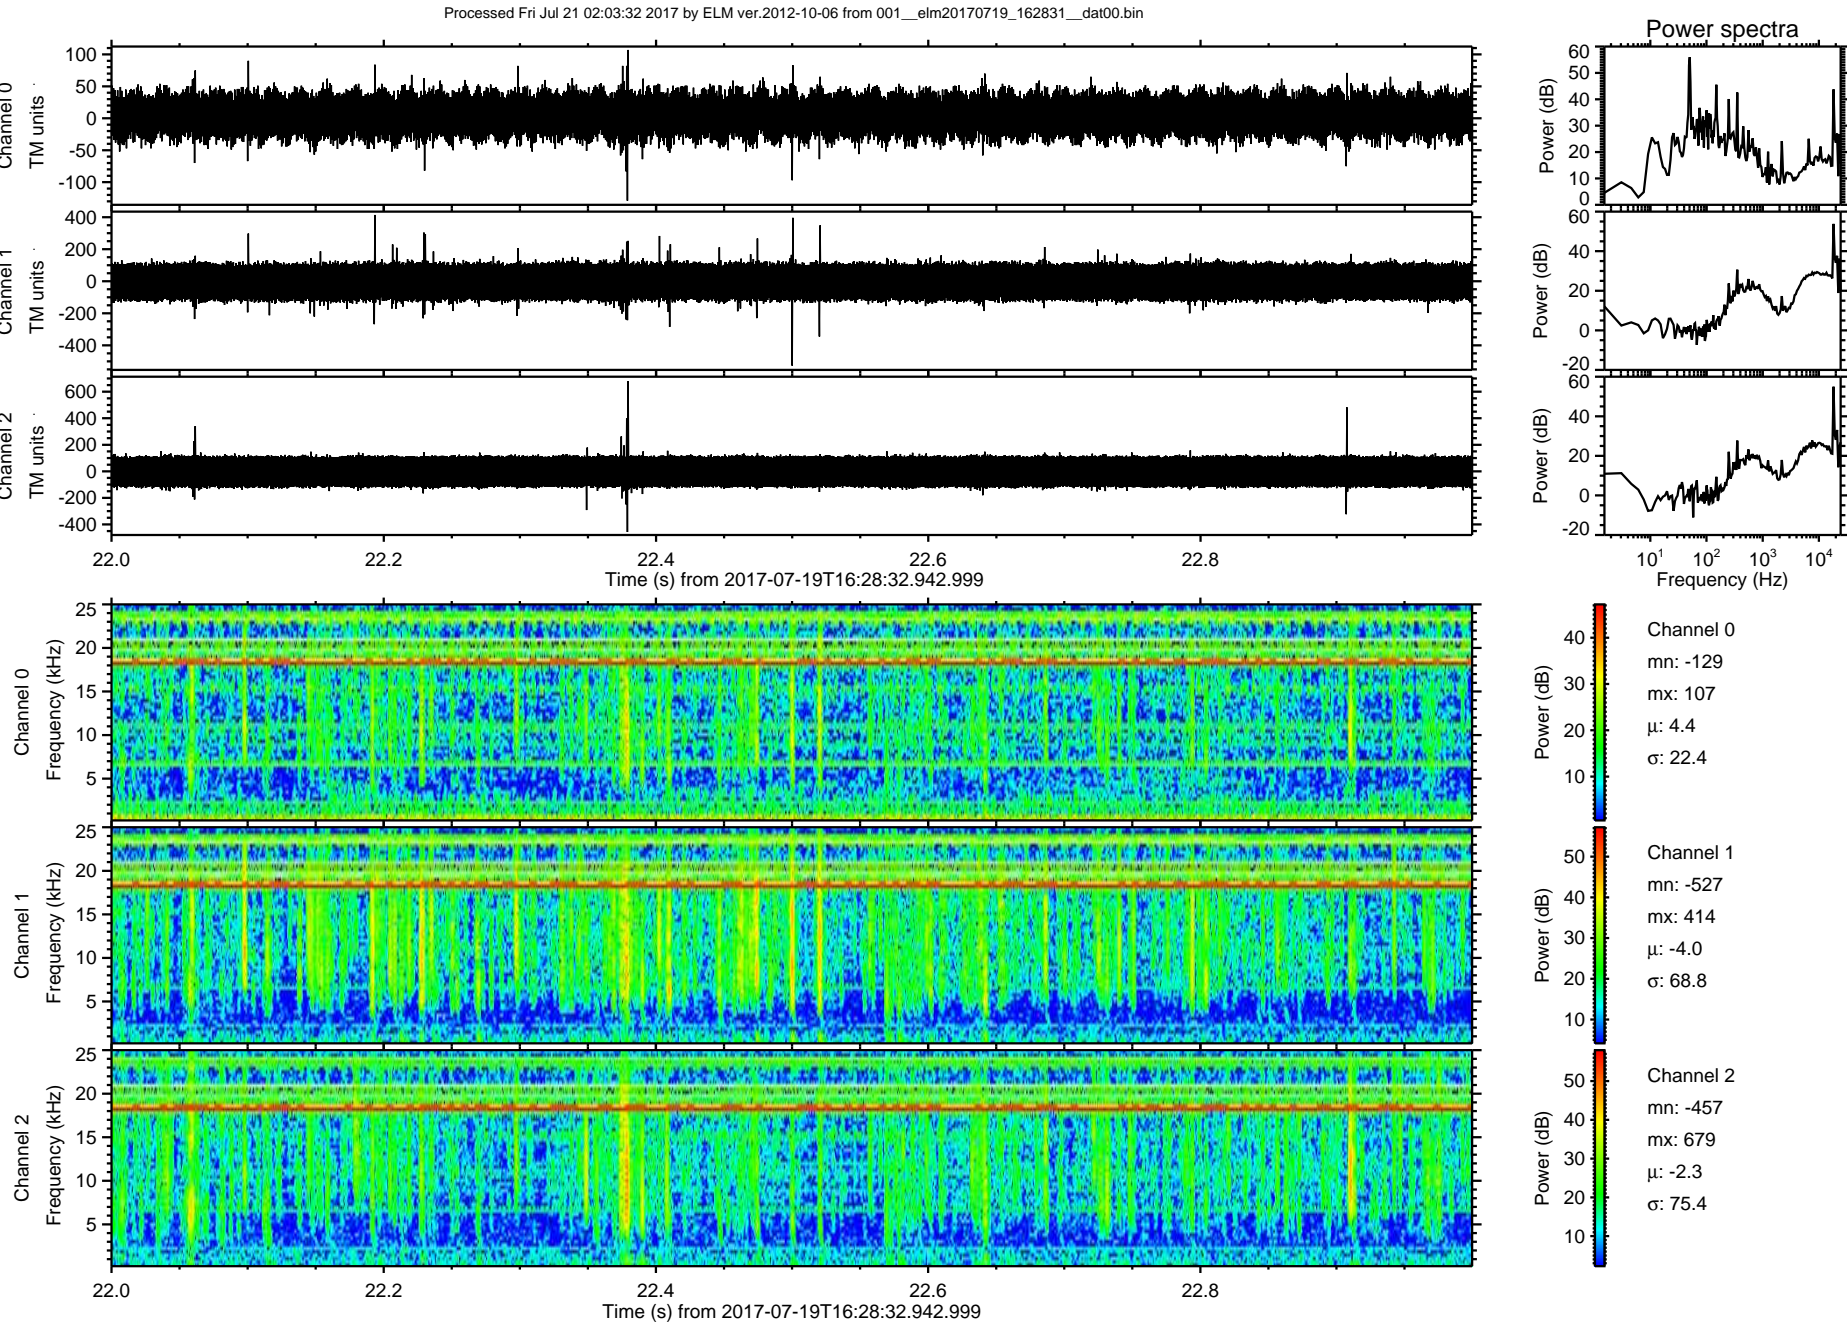 Processed Fri Jul 21 02:03:32 2017 by ELM ver.2012-10-06 from 001__elm20170719_162831__dat00.bin
Power spectra
Channel 0
TM units
100
50
0
-50
-100
Power (dB)
60
50
40
30
20
10
0
Channel 1
TM units
400
200
0
-200
-400
Power (dB)
60
40
20
0
-20
Channel 2
TM units
600
400
200
0
-200
-400
Power (dB)
60
40
20
0
-20
22.0 22.2 22.4 22.6 22.8
Time (s) from 2017-07-19T16:28:32.942.999
10^1 10^2 10^3 10^4
Frequency (Hz)
Channel 0
Frequency (kHz)
25
20
15
10
5
Power (dB)
40
30
20
10
Channel 0
mn: -129
mx: 107
μ: 4.4
σ: 22.4
Channel 1
Frequency (kHz)
25
20
15
10
5
Power (dB)
50
40
30
20
10
Channel 1
mn: -527
mx: 414
μ: -4.0
σ: 68.8
Channel 2
Frequency (kHz)
25
20
15
10
5
Power (dB)
50
40
30
20
10
Channel 2
mn: -457
mx: 679
μ: -2.3
σ: 75.4
22.0 22.2 22.4 22.6 22.8
Time (s) from 2017-07-19T16:28:32.942.999